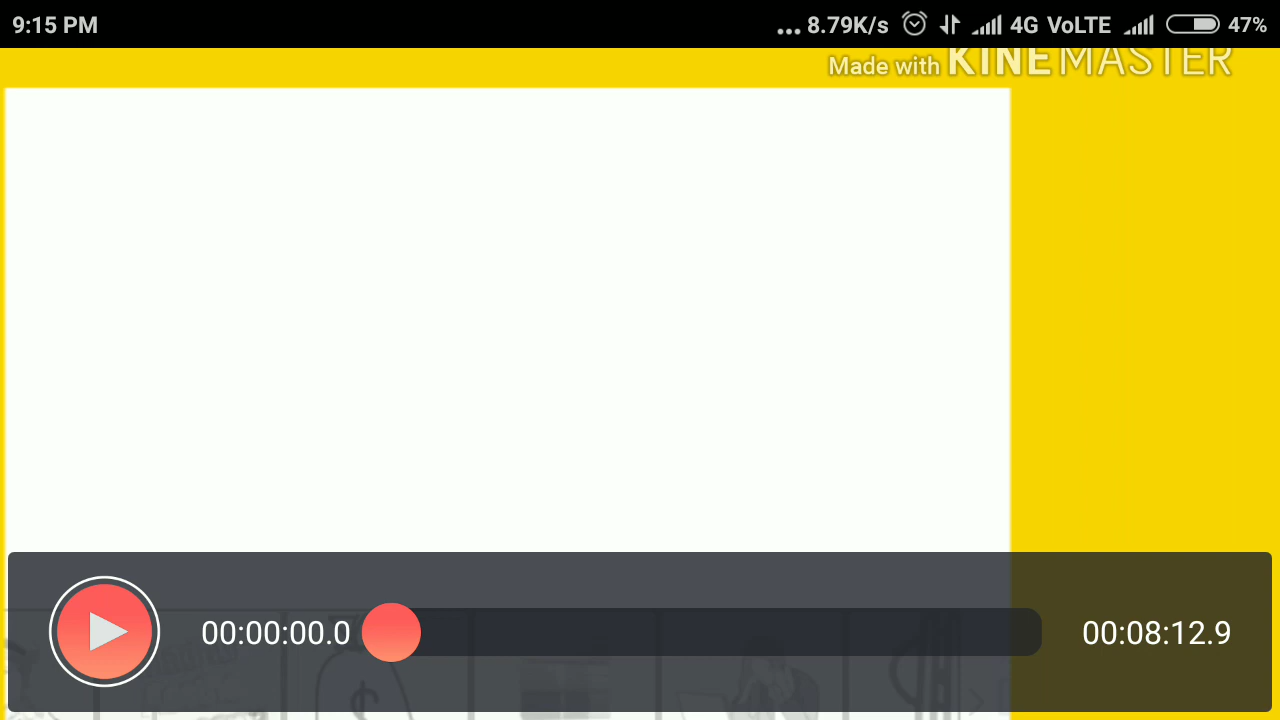 9:15 PM ... 8.79K/s 4G VoLTE 47%
Made with KINEMASTER
00:00:00.0 00:08:12.9